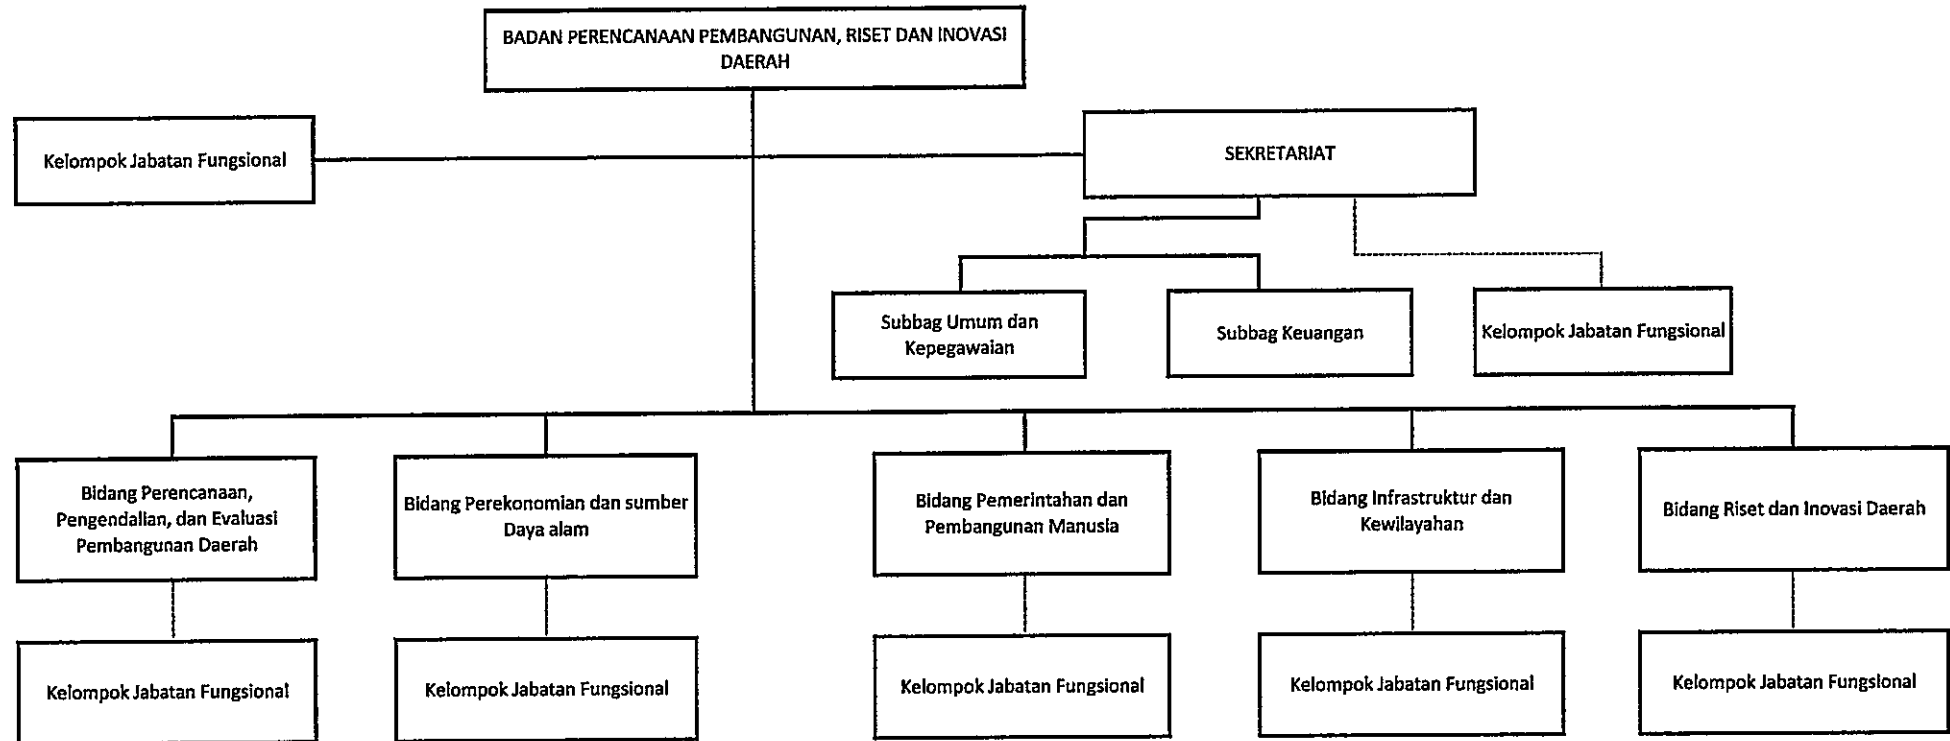 BADAN PERENCANAAN PEMBANGUNAN, RISET DAN INOVASI
DAERAH
Kelompok Jabatan Fungsional
SEKRETARIAT
Subbag Umum dan
Kepegawaian
Subbag Keuangan
Kelompok Jabatan Fungsional
Bidang Perencanaan,
Pengendalian, dan Evaluasi
Pembangunan Daerah
Bidang Perekonomian dan sumber
Daya alam
Bidang Pemerintahan dan
Pembangunan Manusia
Bidang Infrastruktur dan
Kewilayahan
Bidang Riset dan Inovasi Daerah
Kelompok Jabatan Fungsional
Kelompok Jabatan Fungsional
Kelompok Jabatan Fungsional
Kelompok Jabatan Fungsional
Kelompok Jabatan Fungsional